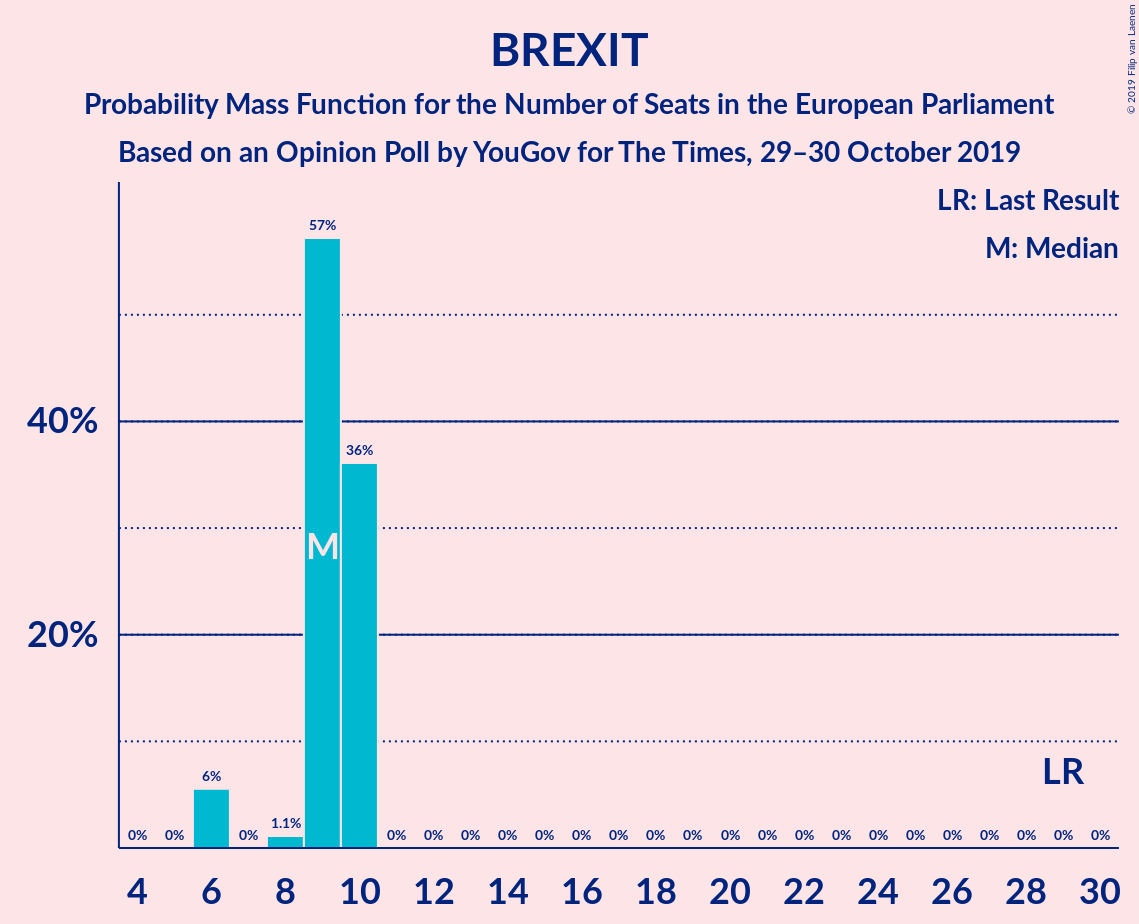 BREXIT
Probability Mass Function for the Number of Seats in the European Parliament
Based on an Opinion Poll by YouGov for The Times, 29–30 October 2019
© 2019 Filip van Laenen
LR: Last Result
M: Median
57%
40%
36%
M
20%
LR
6%
1.1%
0% 0% 0% 0% 0% 0% 0% 0% 0% 0% 0% 0% 0% 0% 0% 0% 0% 0% 0% 0% 0% 0% 0%
4 6 8 10 12 14 16 18 20 22 24 26 28 30